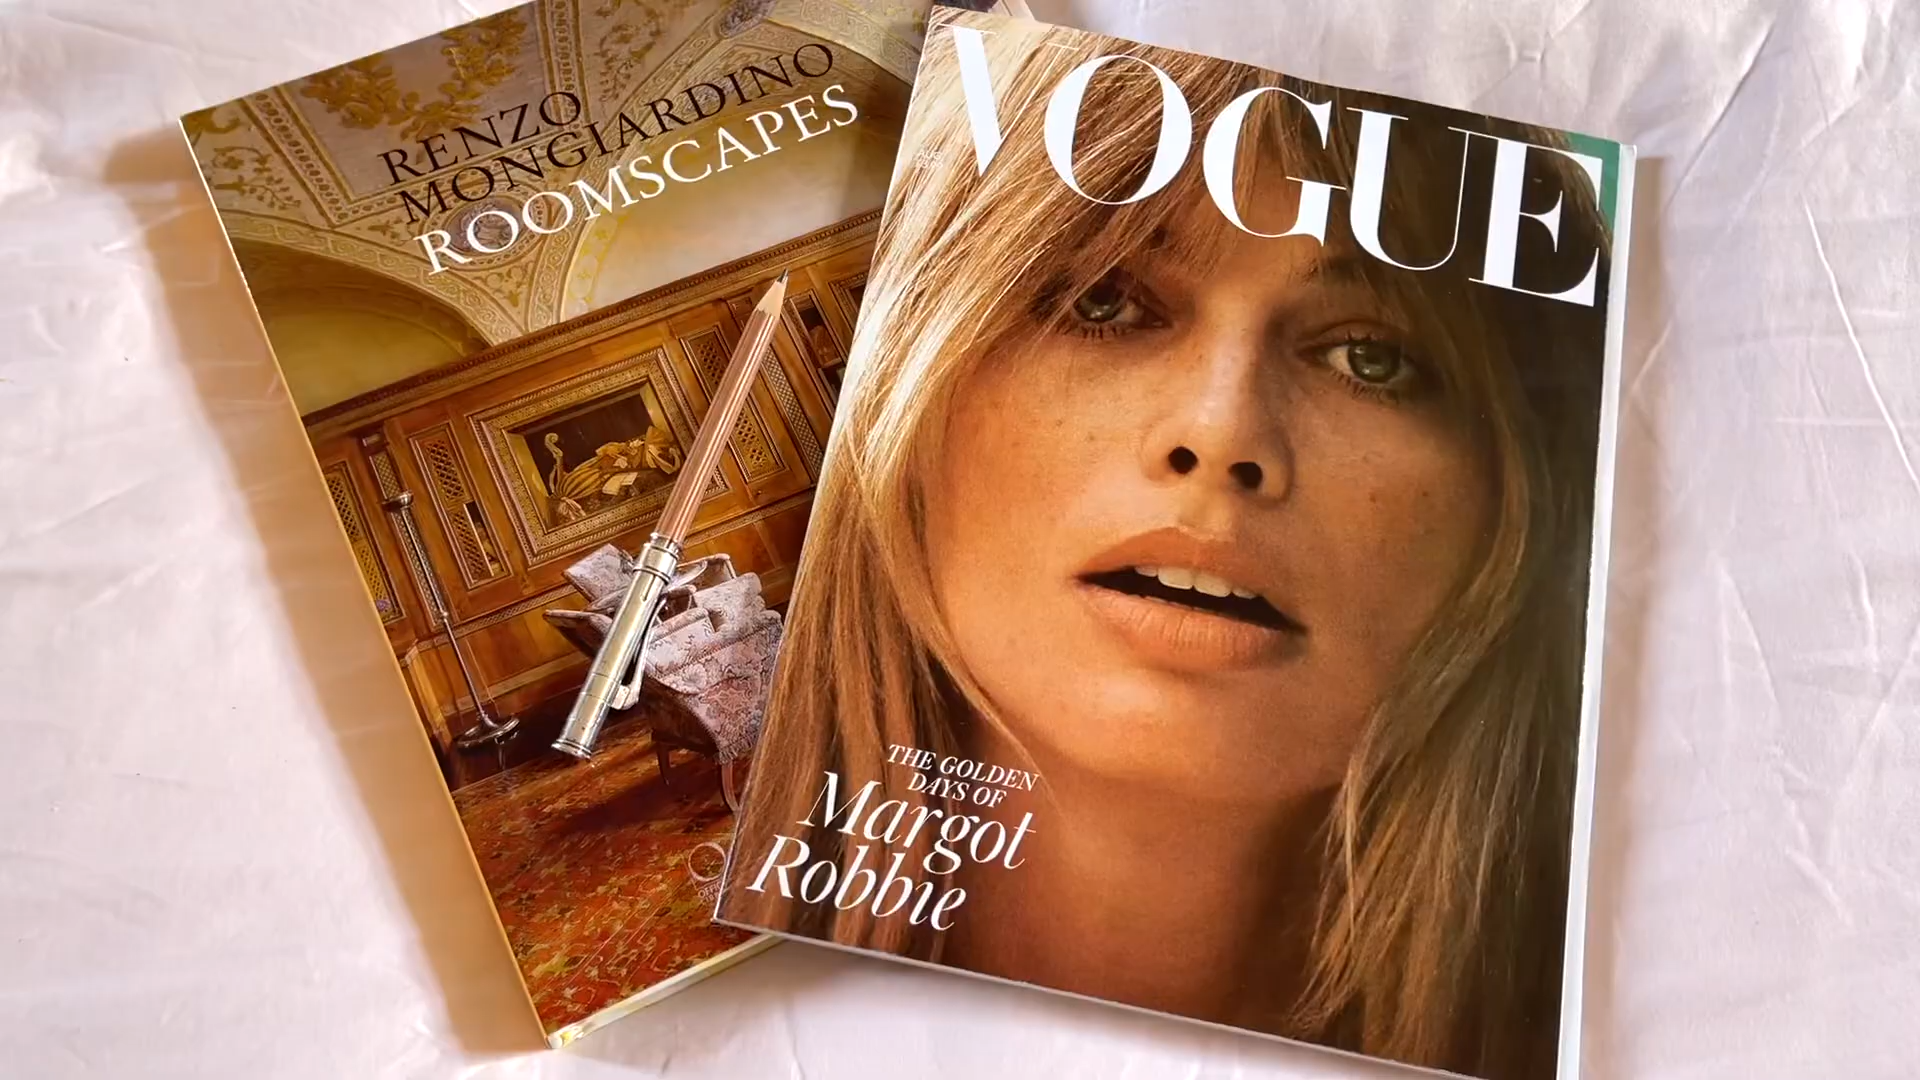 RENZO
MONGIARDINO
ROOMSCAPES
VOGUE
THE GOLDEN
DAYS OF
Margot
Robbie